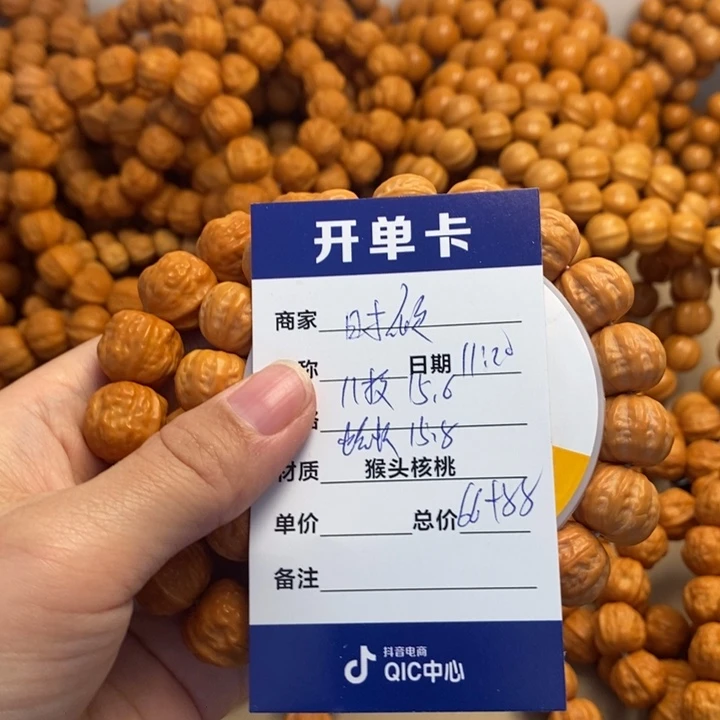 开单卡
商家
称 日期 11:20
11枚 15.6
15.8
材质 猴头核桃
单价 总价 66+88
备注
抖音电商
QIC中心